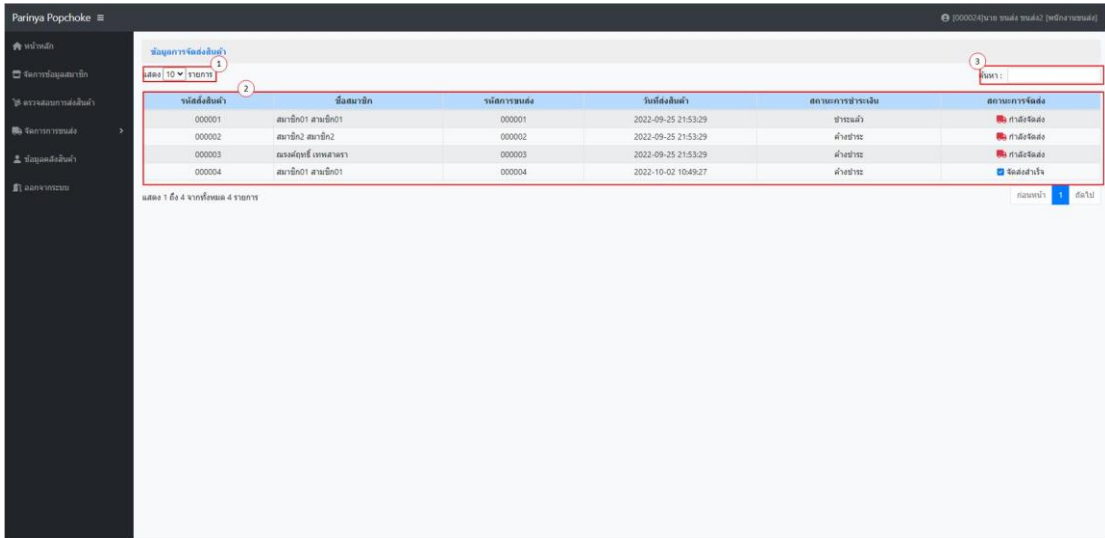 Parinya Popchoke
[000024]นาย ขนส่ง ขนส่ง2 [พนักงานขนส่ง]
หน้าหลัก
จัดการข้อมูลสมาชิก
ตรวจสอบการส่งสินค้า
จัดการการขนส่ง
ข้อมูลคลังสินค้า
ออกจากระบบ
ข้อมูลการจัดส่งสินค้า
1
3
แสดง 10 รายการ
ค้นหา :
2
รหัสสั่งสินค้า ชื่อสมาชิก รหัสการขนส่ง วันที่ส่งสินค้า สถานะการชำระเงิน สถานะการจัดส่ง
000001 สมาชิก01 สามชิก01 000001 2022-09-25 21:53:29 ชำระแล้ว กำลังจัดส่ง
000002 สมาชิก2 สมาชิก2 000002 2022-09-25 21:53:29 ค้างชำระ กำลังจัดส่ง
000003 ณรงค์ฤทธิ์ เทพสาตรา 000003 2022-09-25 21:53:29 ค้างชำระ กำลังจัดส่ง
000004 สมาชิก01 สามชิก01 000004 2022-10-02 10:49:27 ค้างชำระ จัดส่งสำเร็จ
แสดง 1 ถึง 4 จากทั้งหมด 4 รายการ
ก่อนหน้า 1 ถัดไป